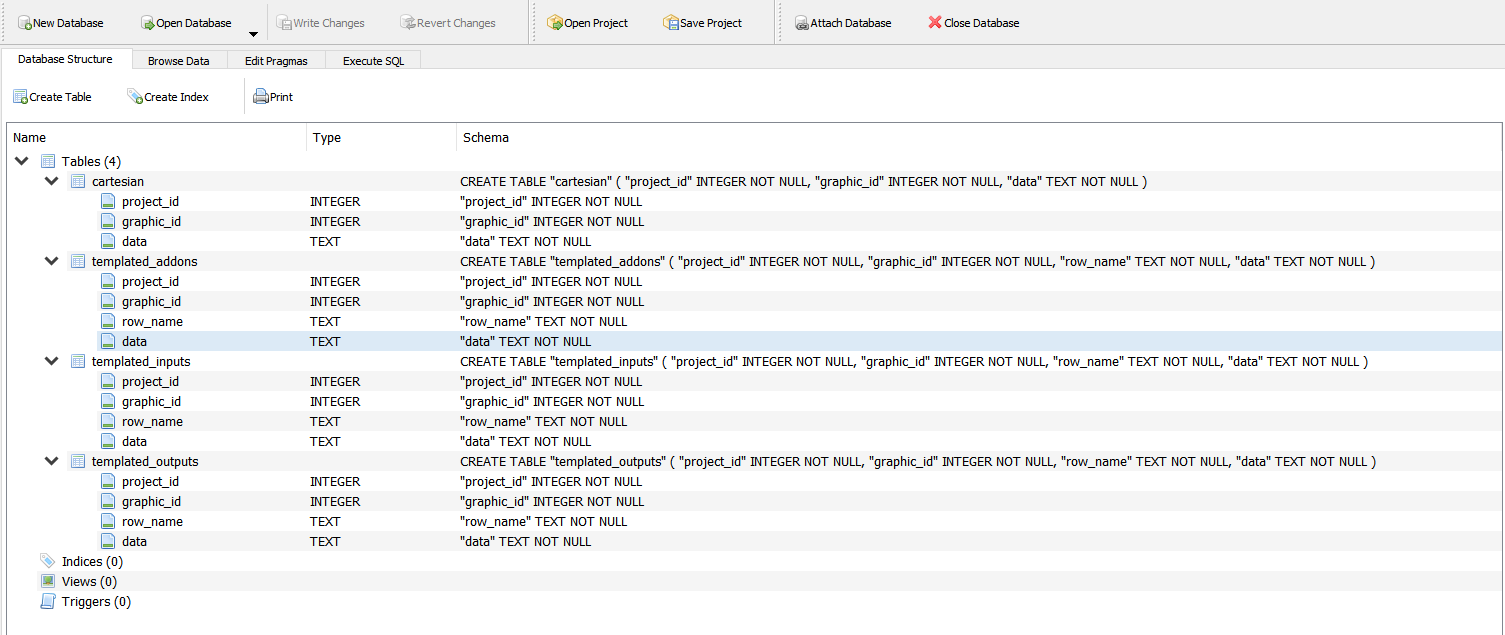 New Database Open Database Write Changes Revert Changes Open Project Save Project Attach Database Close Database
Database Structure Browse Data Edit Pragmas Execute SQL
Create Table Create Index Print
Name Type Schema
Tables (4)
cartesian CREATE TABLE "cartesian" ( "project_id" INTEGER NOT NULL, "graphic_id" INTEGER NOT NULL, "data" TEXT NOT NULL )
project_id INTEGER "project_id" INTEGER NOT NULL
graphic_id INTEGER "graphic_id" INTEGER NOT NULL
data TEXT "data" TEXT NOT NULL
templated_addons CREATE TABLE "templated_addons" ( "project_id" INTEGER NOT NULL, "graphic_id" INTEGER NOT NULL, "row_name" TEXT NOT NULL, "data" TEXT NOT NULL )
project_id INTEGER "project_id" INTEGER NOT NULL
graphic_id INTEGER "graphic_id" INTEGER NOT NULL
row_name TEXT "row_name" TEXT NOT NULL
data TEXT "data" TEXT NOT NULL
templated_inputs CREATE TABLE "templated_inputs" ( "project_id" INTEGER NOT NULL, "graphic_id" INTEGER NOT NULL, "row_name" TEXT NOT NULL, "data" TEXT NOT NULL )
project_id INTEGER "project_id" INTEGER NOT NULL
graphic_id INTEGER "graphic_id" INTEGER NOT NULL
row_name TEXT "row_name" TEXT NOT NULL
data TEXT "data" TEXT NOT NULL
templated_outputs CREATE TABLE "templated_outputs" ( "project_id" INTEGER NOT NULL, "graphic_id" INTEGER NOT NULL, "row_name" TEXT NOT NULL, "data" TEXT NOT NULL )
project_id INTEGER "project_id" INTEGER NOT NULL
graphic_id INTEGER "graphic_id" INTEGER NOT NULL
row_name TEXT "row_name" TEXT NOT NULL
data TEXT "data" TEXT NOT NULL
Indices (0)
Views (0)
Triggers (0)